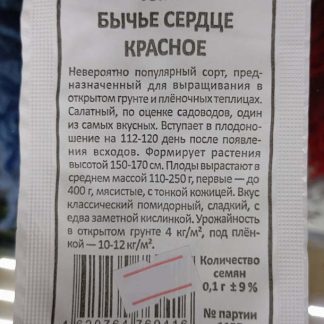 БЫЧЬЕ СЕРДЦЕ
КРАСНОЕ
Невероятно популярный сорт, пред-
назначенный для выращивания в
открытом грунте и плёночных теплицах.
Салатный, по оценке садоводов, один
из самых вкусных. Вступает в плодоно-
шение на 112-120 день после появле-
ния всходов. Формирует растения
высотой 150-170 см. Плоды вырастают в
среднем массой 110-250 г, первые — до
400 г, мясистые, с тонкой кожицей. Вкус
классический помидорный, сладкий, с
едва заметной кислинкой. Урожайность
в открытом грунте 4 кг/м², под плён-
кой — 10-12 кг/м².
Количество
семян
0,1 г ± 9%
№ партии